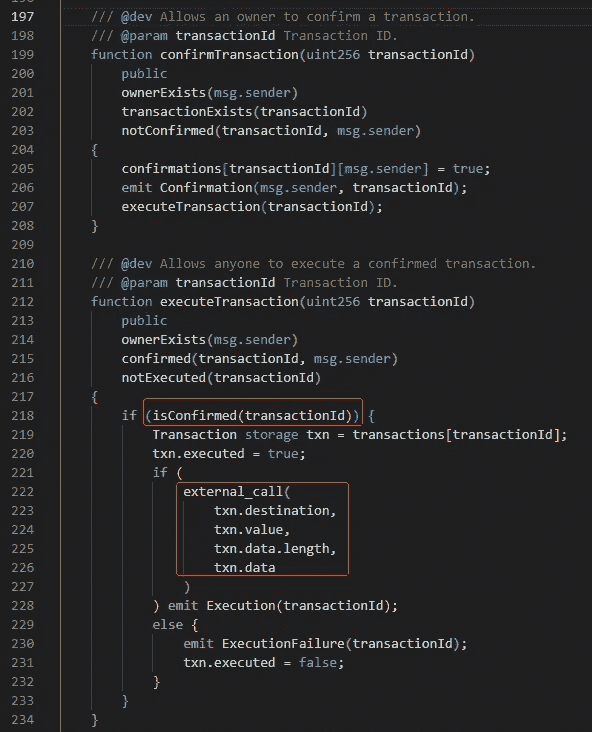 197 /// @dev Allows an owner to confirm a transaction.
198 /// @param transactionId Transaction ID.
199 function confirmTransaction(uint256 transactionId)
200 public
201 ownerExists(msg.sender)
202 transactionExists(transactionId)
203 notConfirmed(transactionId, msg.sender)
204 {
205 confirmations[transactionId][msg.sender] = true;
206 emit Confirmation(msg.sender, transactionId);
207 executeTransaction(transactionId);
208 }
209
210 /// @dev Allows anyone to execute a confirmed transaction.
211 /// @param transactionId Transaction ID.
212 function executeTransaction(uint256 transactionId)
213 public
214 ownerExists(msg.sender)
215 confirmed(transactionId, msg.sender)
216 notExecuted(transactionId)
217 {
218 if (isConfirmed(transactionId)) {
219 Transaction storage txn = transactions[transactionId];
220 txn.executed = true;
221 if (
222 external_call(
223 txn.destination,
224 txn.value,
225 txn.data.length,
226 txn.data
227 )
228 ) emit Execution(transactionId);
229 else {
230 emit ExecutionFailure(transactionId);
231 txn.executed = false;
232 }
233 }
234 }